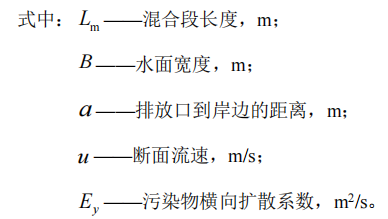 式中：Lm——混合段长度，m；
B——水面宽度，m；
a——排放口到岸边的距离，m；
u——断面流速，m/s；
Ey——污染物横向扩散系数，m²/s。